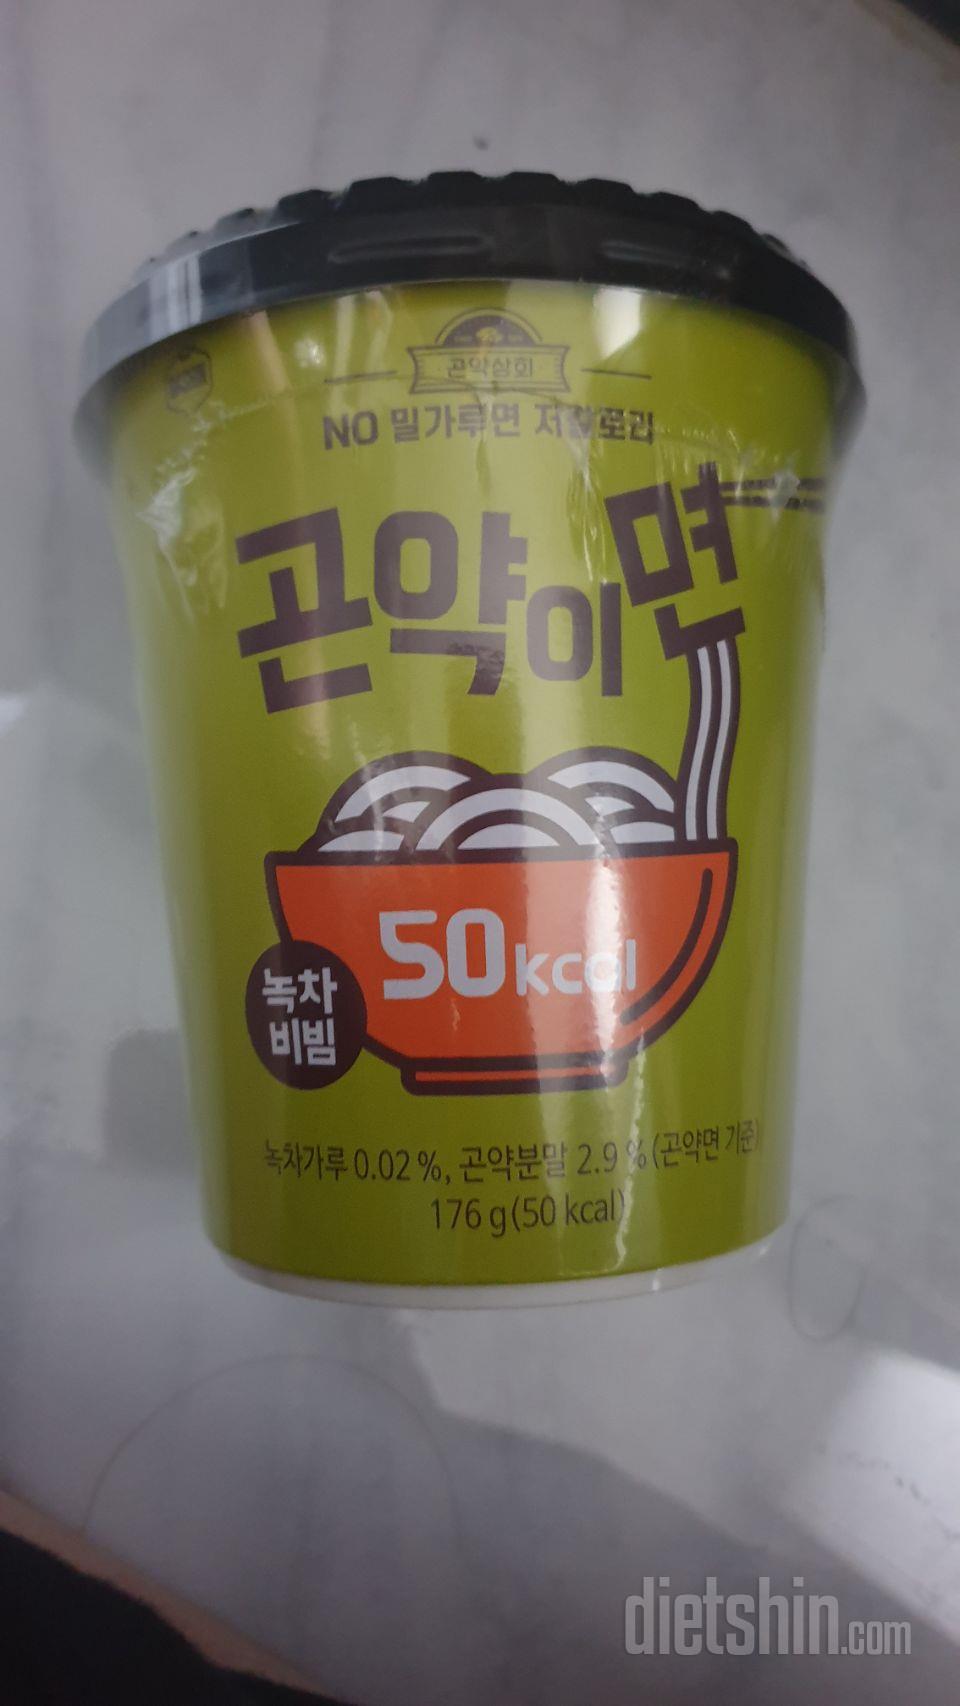 곤약상회
NO 밀가루면 저칼로리
곤약이면
50kcal
녹차
비빔
녹차가루 0.02 %, 곤약분말 2.9 % (곤약면 기준)
176 g (50 kcal)
dietshin.com